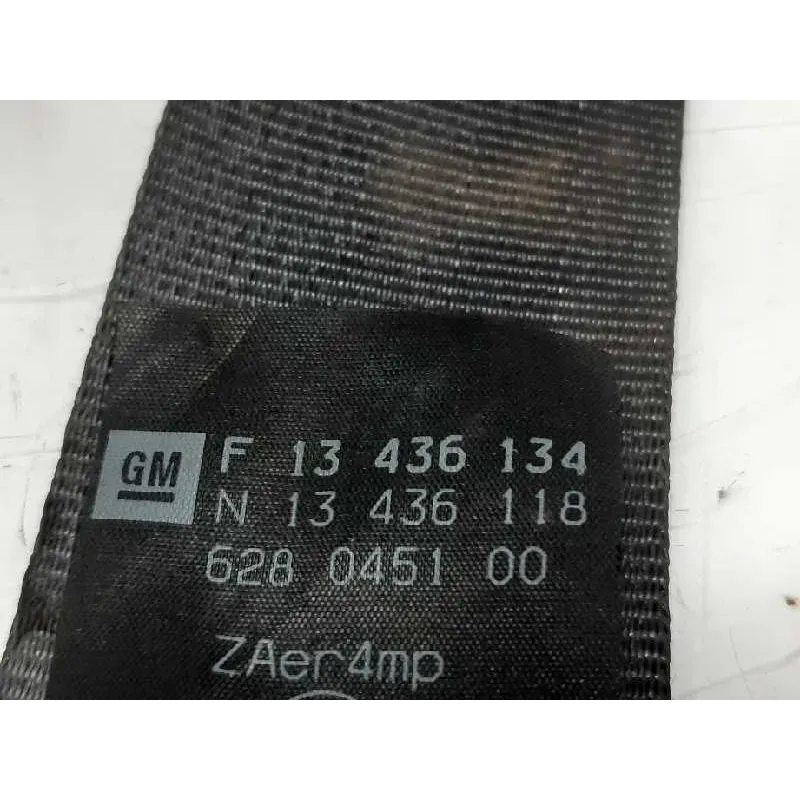 GM F 13 436 134
N 13 436 118
628 0451 00
ZAer4mp